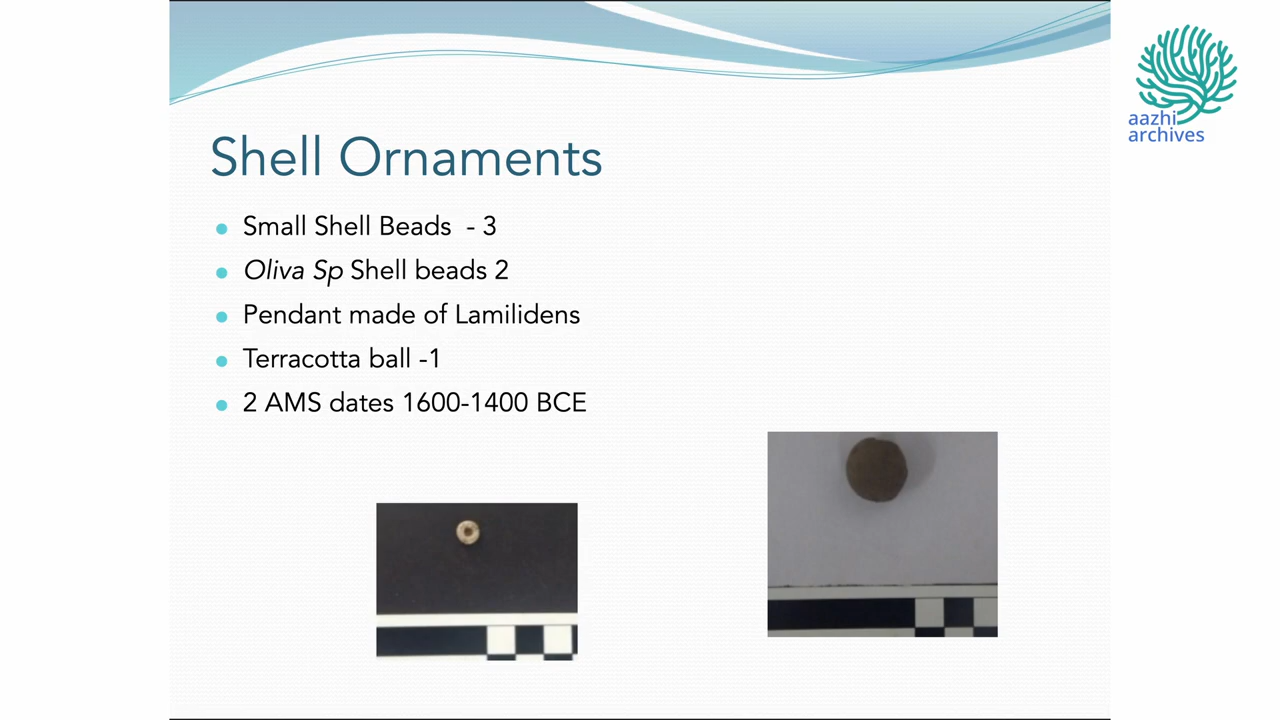 Shell Ornaments
Small Shell Beads - 3
Oliva Sp Shell beads 2
Pendant made of Lamilidens
Terracotta ball -1
2 AMS dates 1600-1400 BCE
aazhi
archives